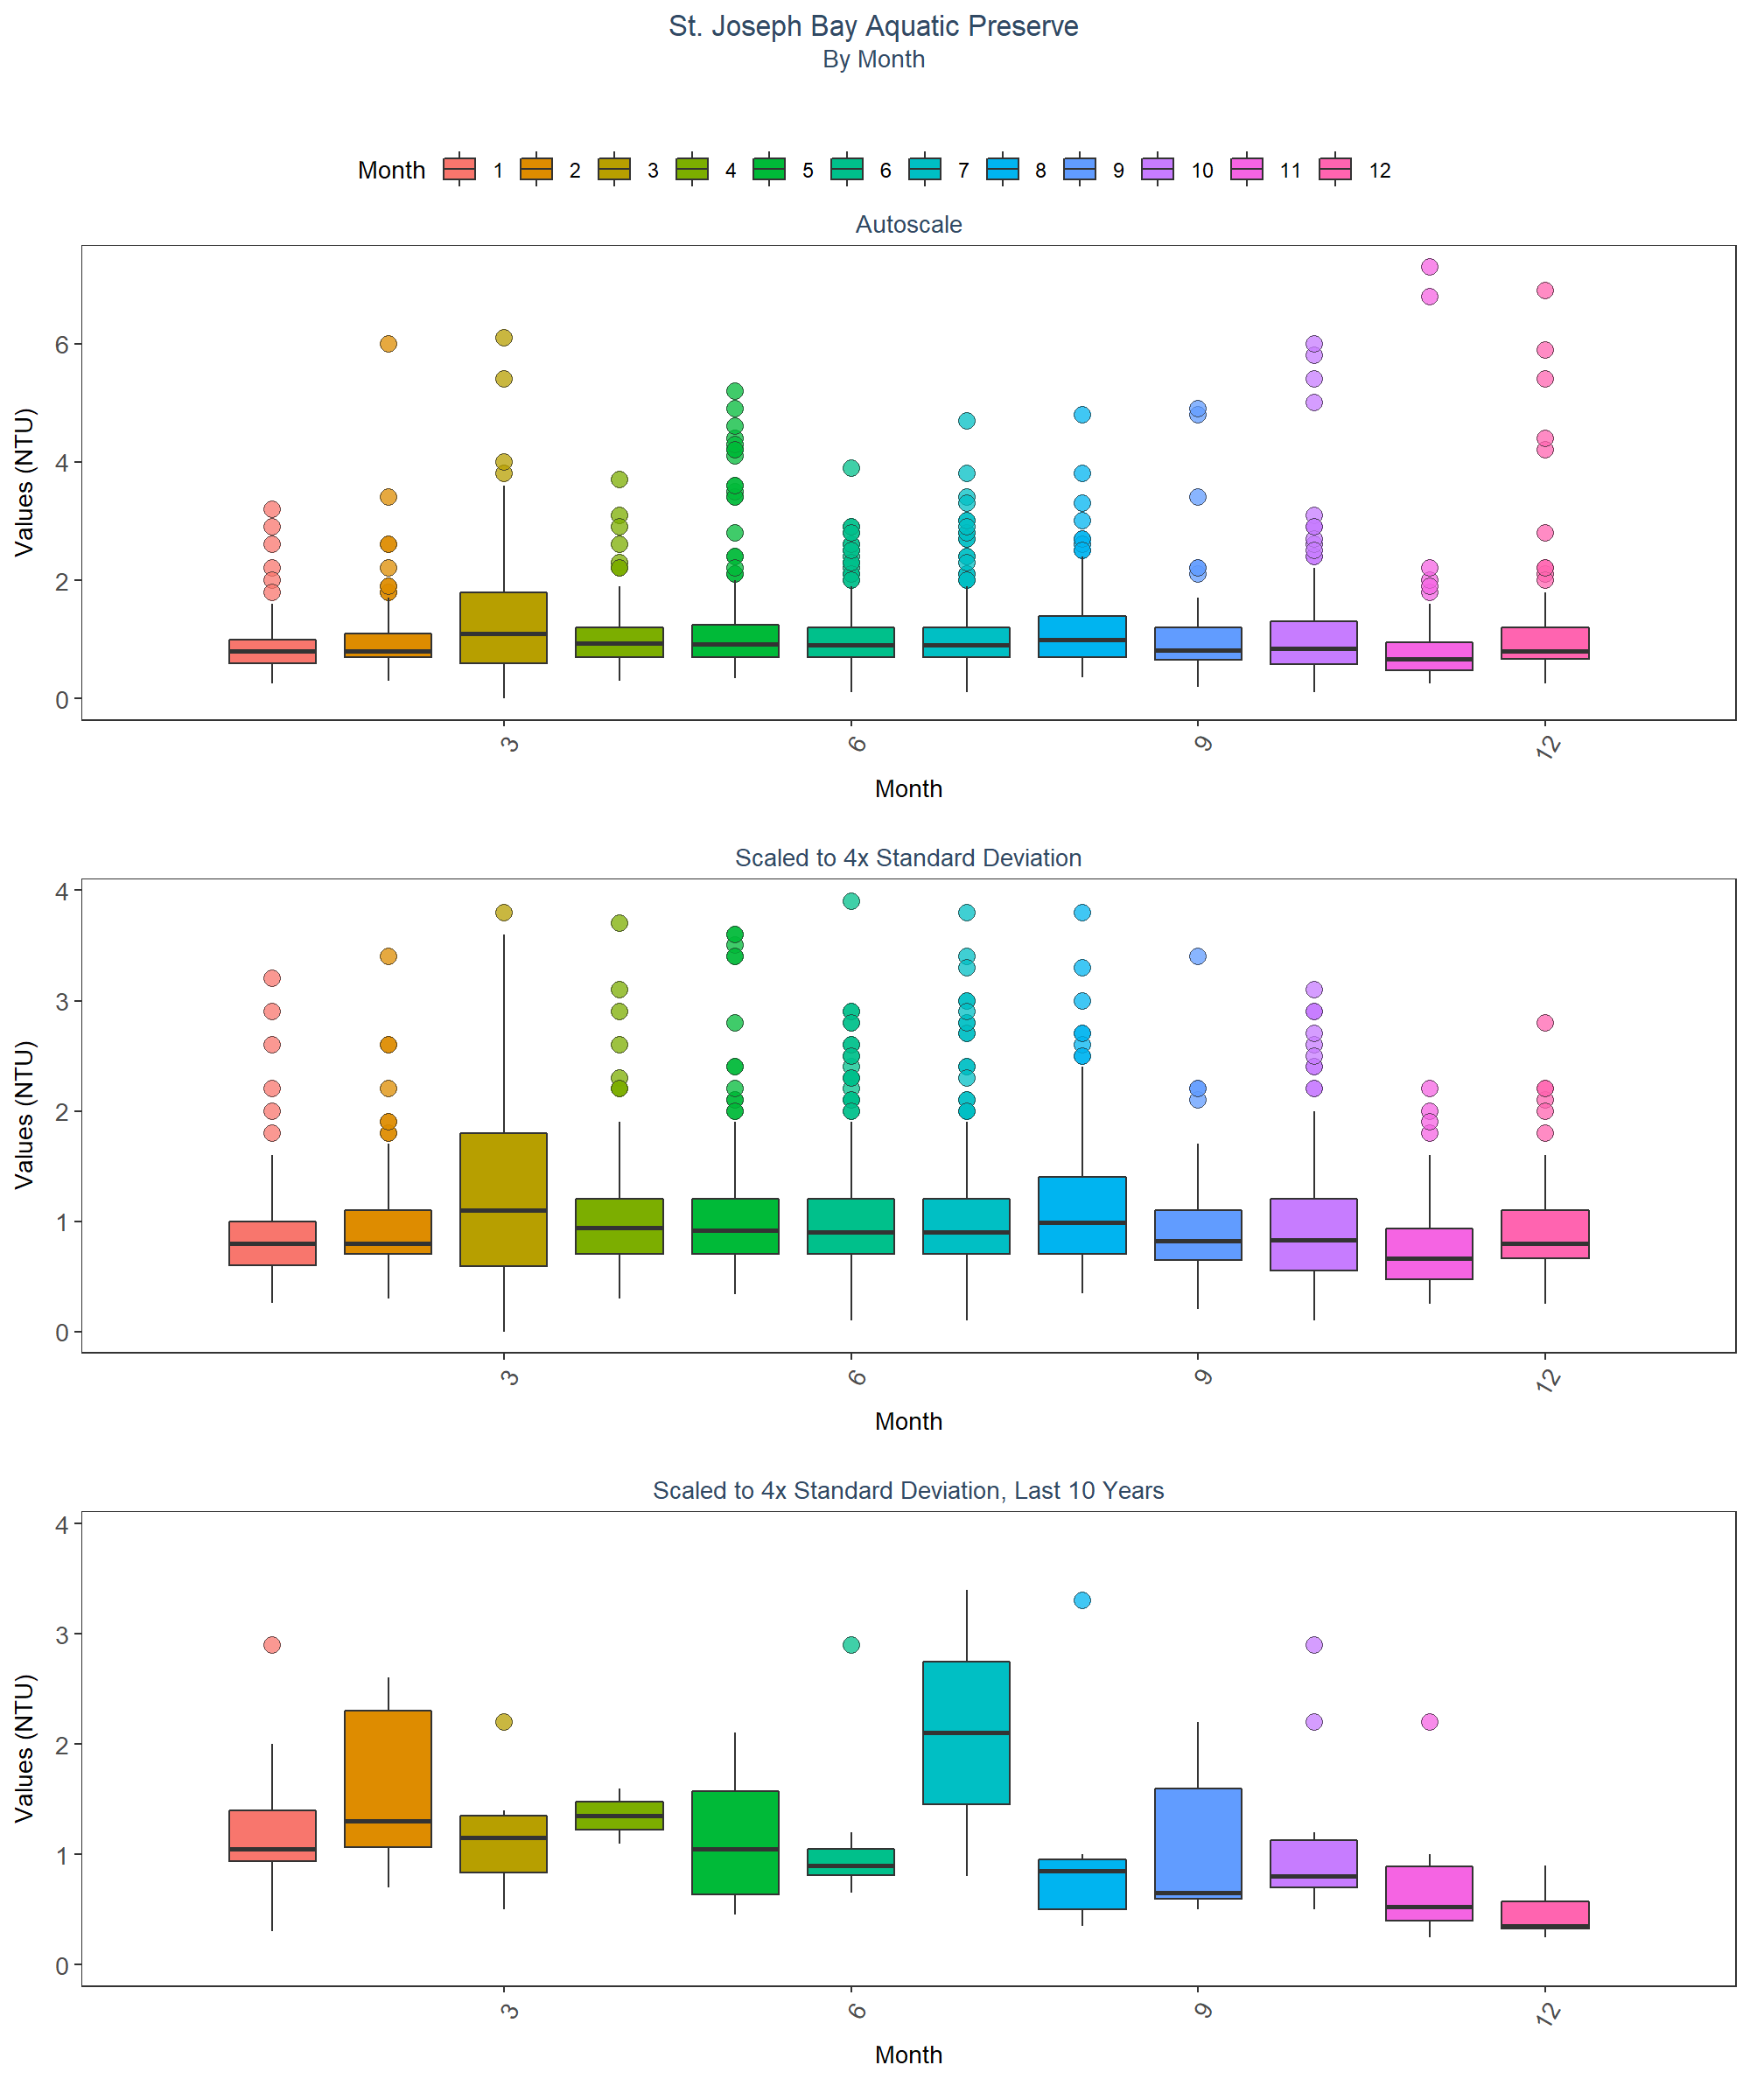 St. Joseph Bay Aquatic Preserve
By Month
Month 1 2 3 4 5 6 7 8 9 10 11 12
Autoscale
Values (NTU)
6
4
2
0
3 6 9 12
Month
Scaled to 4x Standard Deviation
Values (NTU)
4
3
2
1
0
3 6 9 12
Month
Scaled to 4x Standard Deviation, Last 10 Years
Values (NTU)
4
3
2
1
0
3 6 9 12
Month